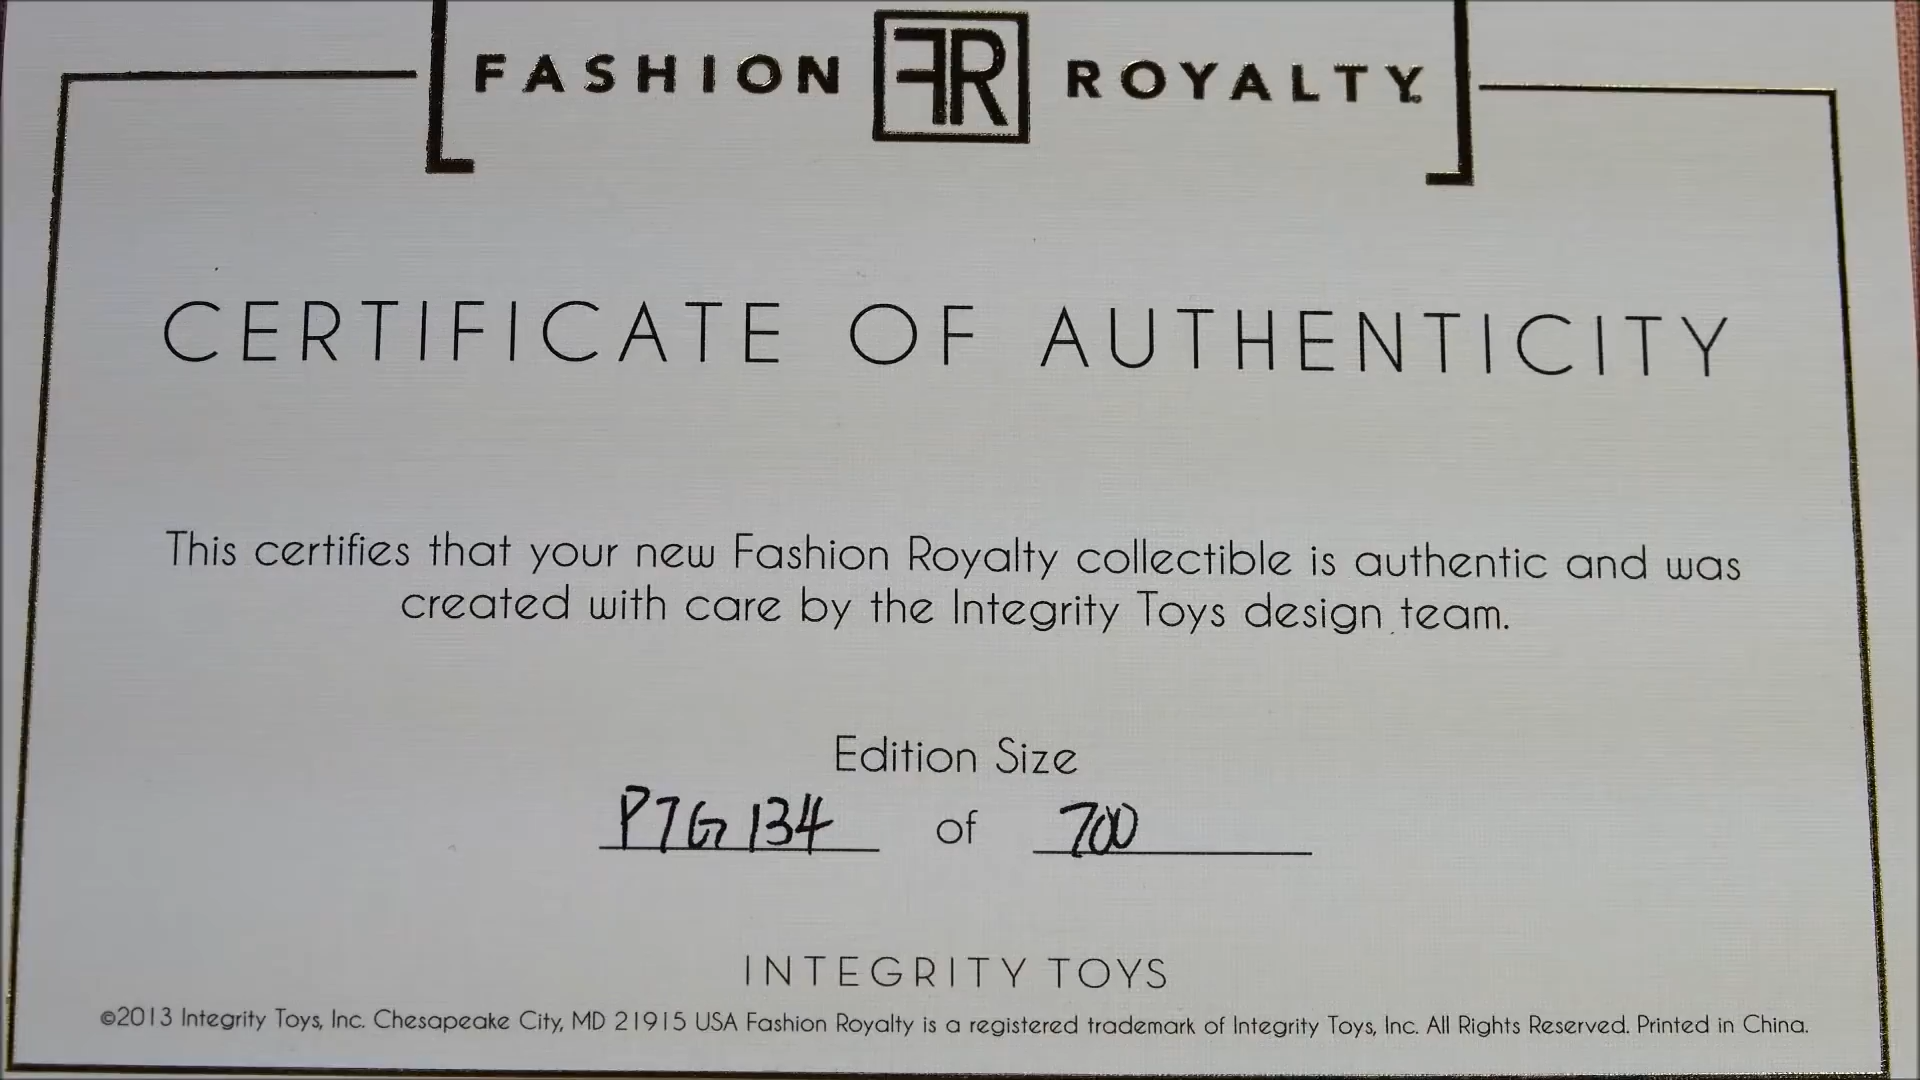 FASHION FR ROYALTY
CERTIFICATE OF AUTHENTICITY
This certifies that your new Fashion Royalty collectible is authentic and was
created with care by the Integrity Toys design team.
Edition Size
P7G 134 of 700
INTEGRITY TOYS
©2013 Integrity Toys, Inc. Chesapeake City, MD 21915 USA Fashion Royalty is a registered trademark of Integrity Toys, Inc. All Rights Reserved. Printed in China.